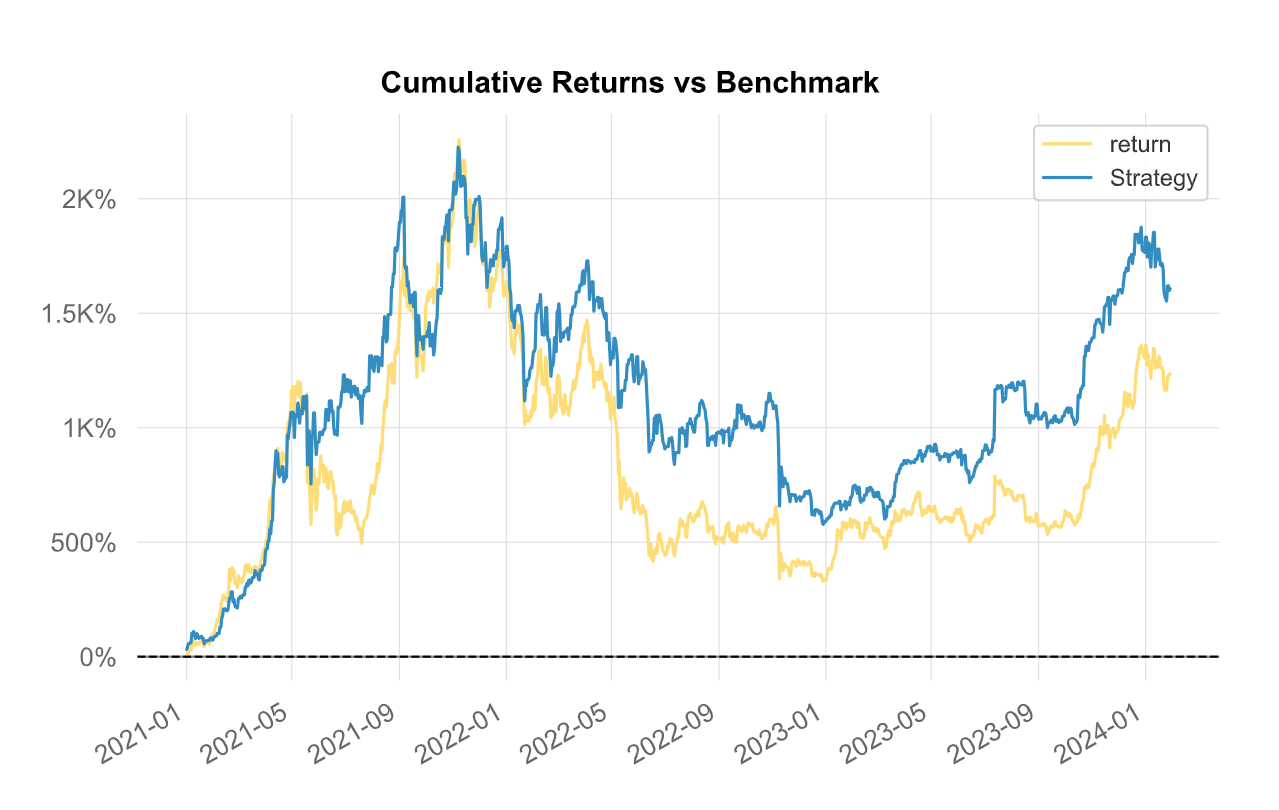 Cumulative Returns vs Benchmark
return
Strategy
2K%
1.5K%
1K%
500%
0%
2021-01
2021-05
2021-09
2022-01
2022-05
2022-09
2023-01
2023-05
2023-09
2024-01